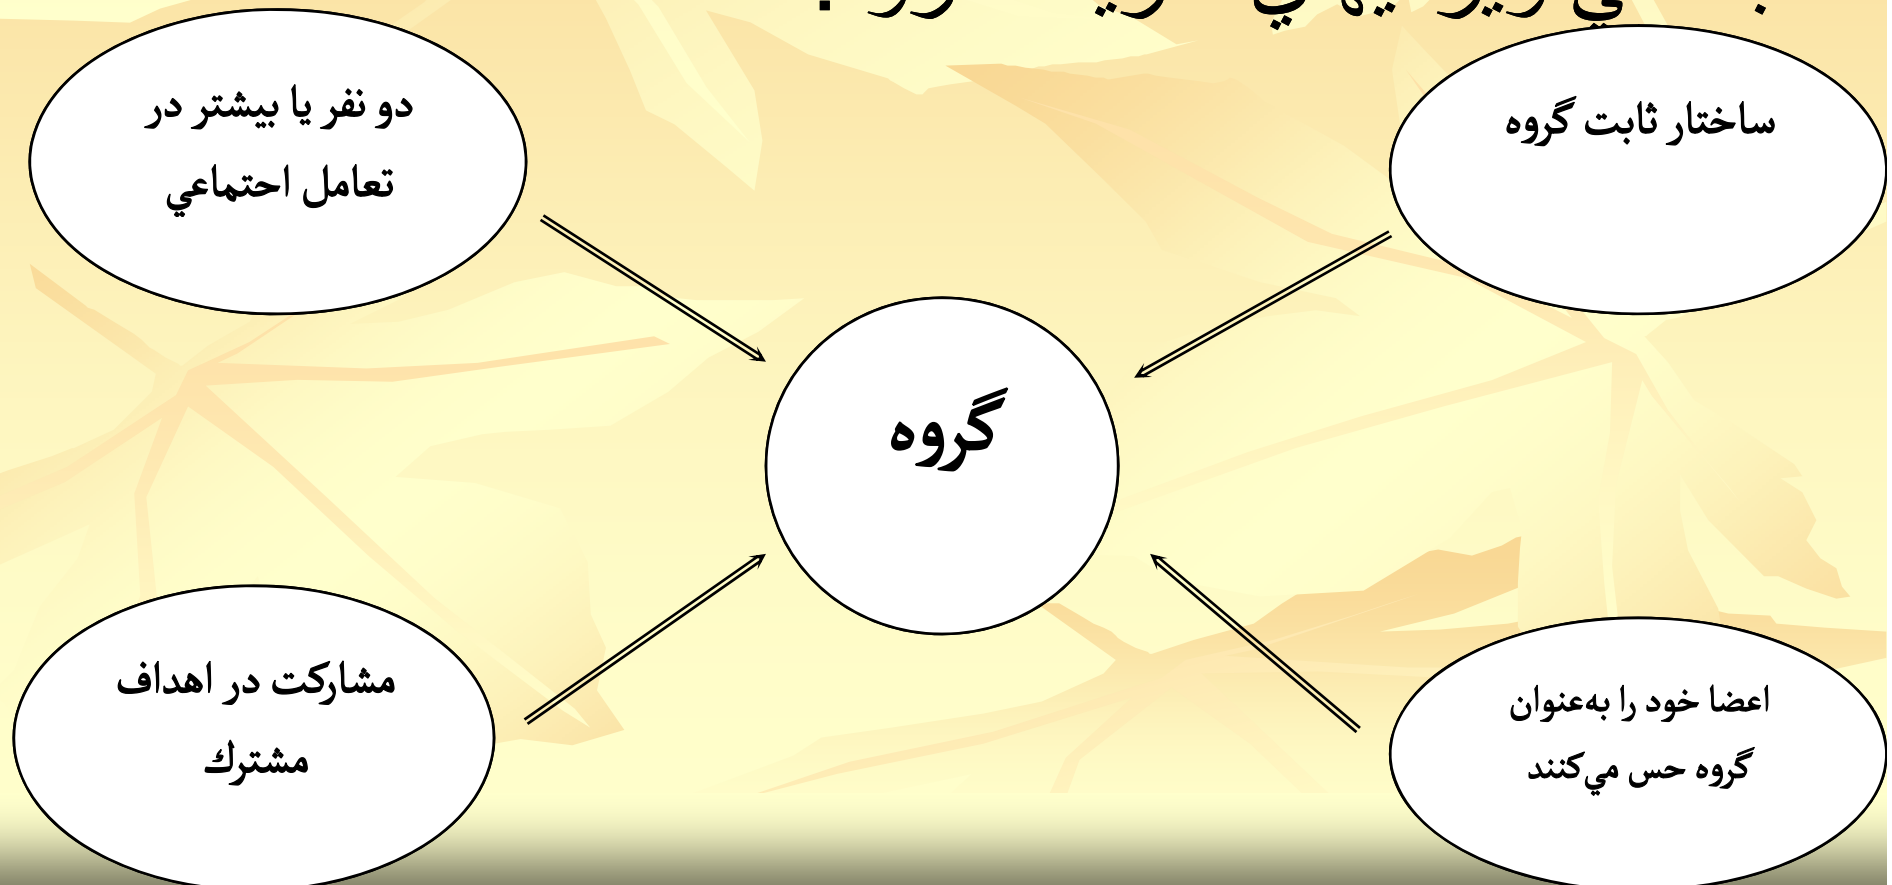 ساختار ثابت گروه
دو نفر يا بيشتر در
تعامل احتماعي
گروه
اعضا خود را به‌عنوان
گروه حس مي‌كنند
مشاركت در اهداف
مشترك